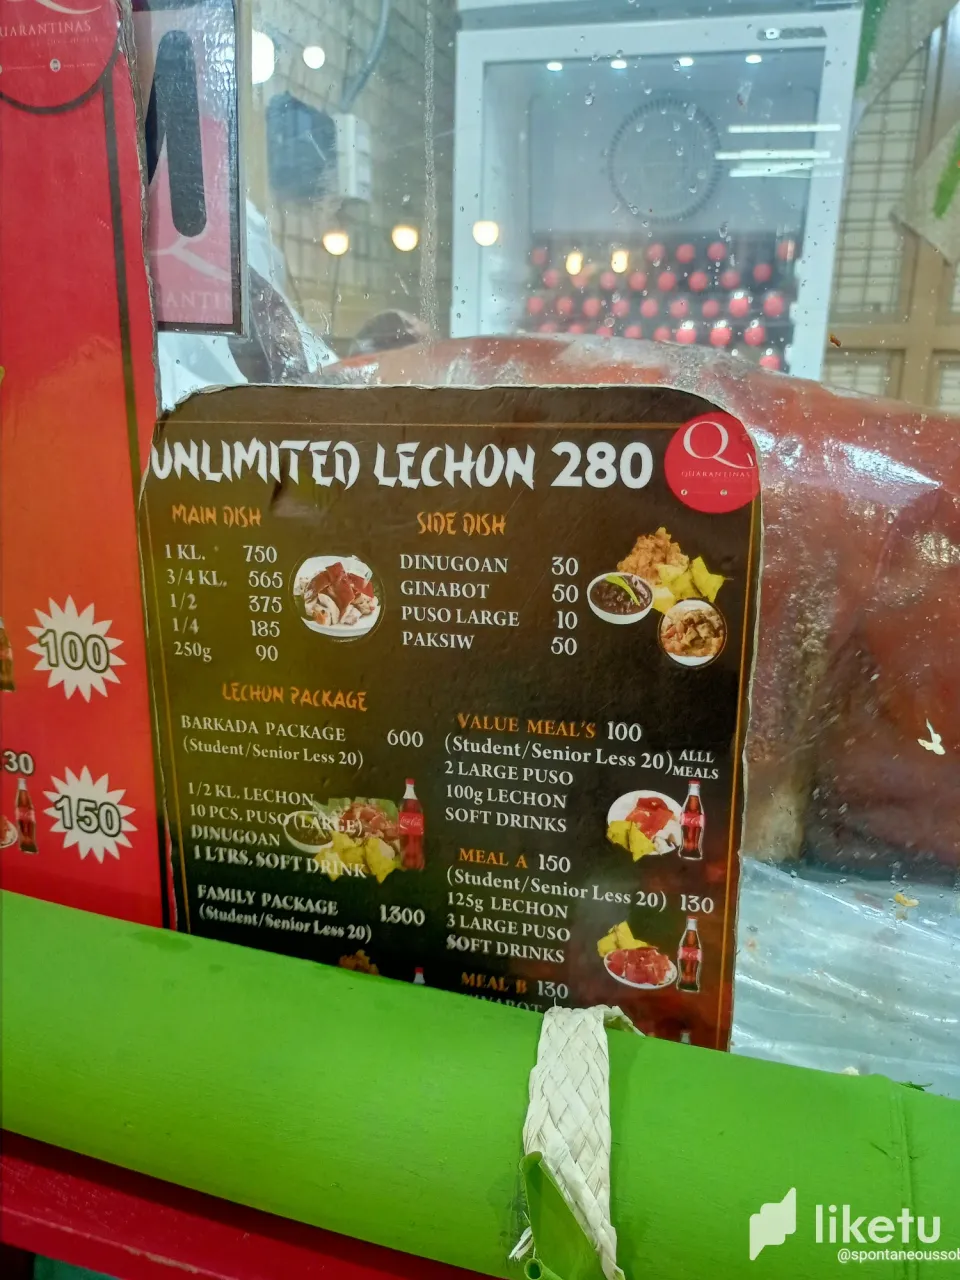 QUARANTINAS
100
30
150
UNLIMITED LECHON 280
Q
QUARANTINAS
MAIN DISH
1 KL. 750
3/4 KL. 565
1/2 375
1/4 185
250g 90
SIDE DISH
DINUGOAN 30
GINABOT 50
PUSO LARGE 10
PAKSIW 50
LECHON PACKAGE
BARKADA PACKAGE 600
(Student/Senior Less 20)
1/2 KL. LECHON
10 PCS. PUSO (LARGE)
DINUGOAN
1 LTRS. SOFT DRINK
FAMILY PACKAGE 1300
(Student/Senior Less 20)
VALUE MEAL'S 100
(Student/Senior Less 20) ALLL MEALS
2 LARGE PUSO
100g LECHON
SOFT DRINKS
MEAL A 150
(Student/Senior Less 20) 130
125g LECHON
3 LARGE PUSO
SOFT DRINKS
MEAL B 130
liketu